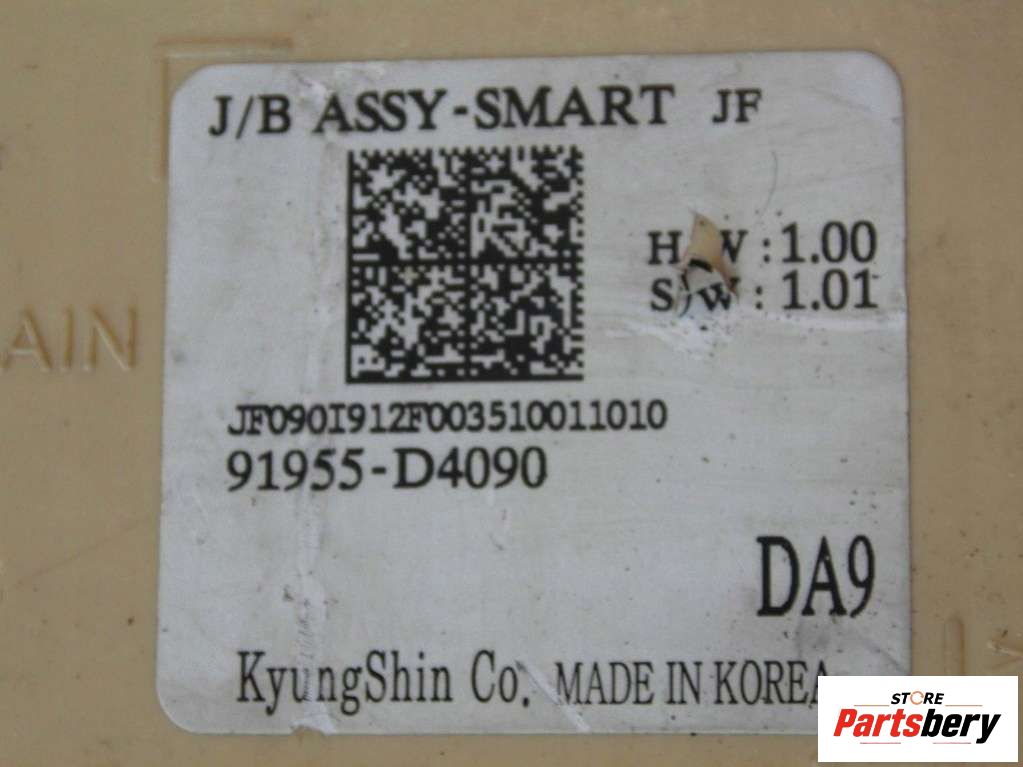 J/B ASSY-SMART JF
H/W : 1.00
S/W : 1.01
AIN
JF090I912F003510011010
91955-D4090
DA9
KyungShin Co. MADE IN KOREA
STORE
Partsbery